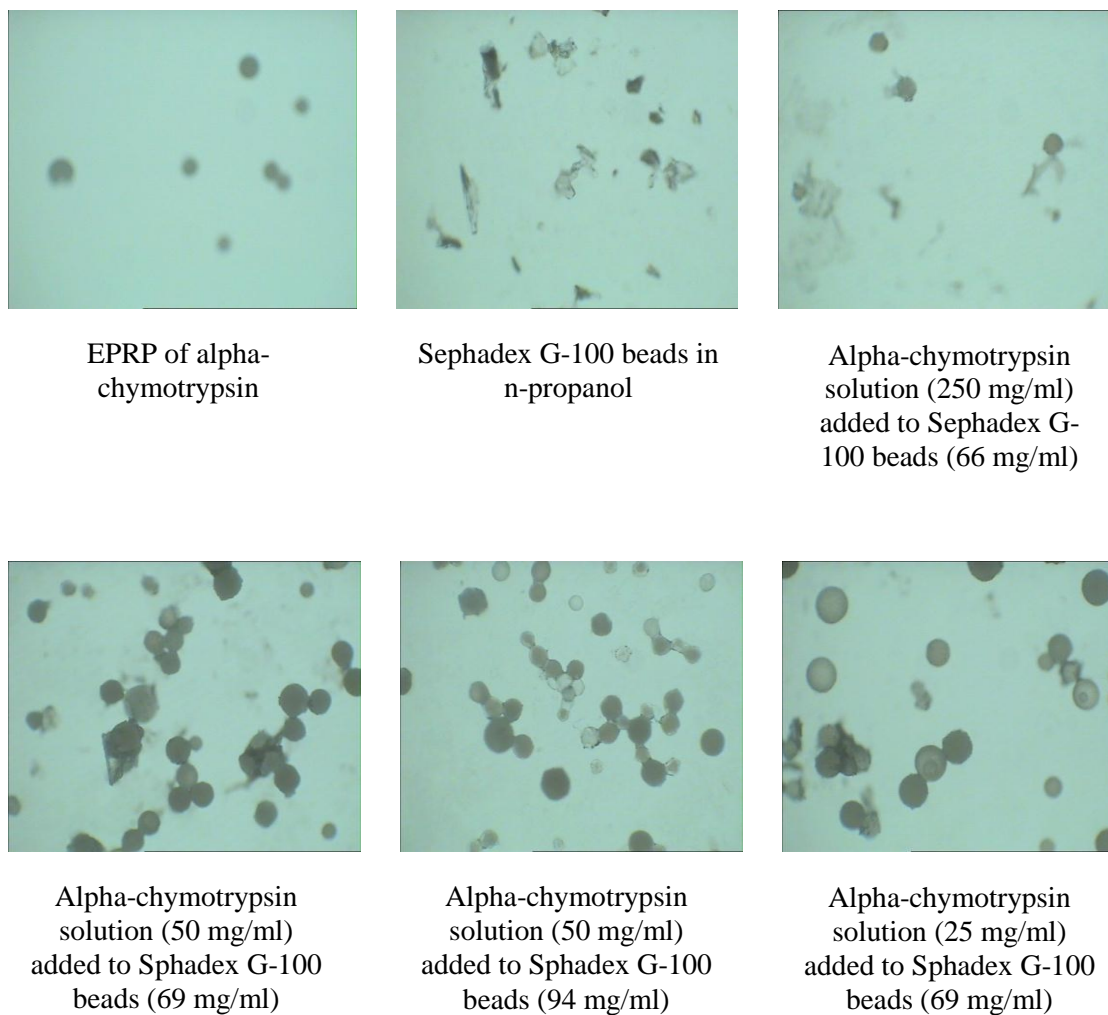 EPRP of alpha-
chymotrypsin
Sephadex G-100 beads in
n-propanol
Alpha-chymotrypsin
solution (250 mg/ml)
added to Sephadex G-
100 beads (66 mg/ml)
Alpha-chymotrypsin
solution (50 mg/ml)
added to Sphadex G-100
beads (69 mg/ml)
Alpha-chymotrypsin
solution (50 mg/ml)
added to Sphadex G-100
beads (94 mg/ml)
Alpha-chymotrypsin
solution (25 mg/ml)
added to Sphadex G-100
beads (69 mg/ml)